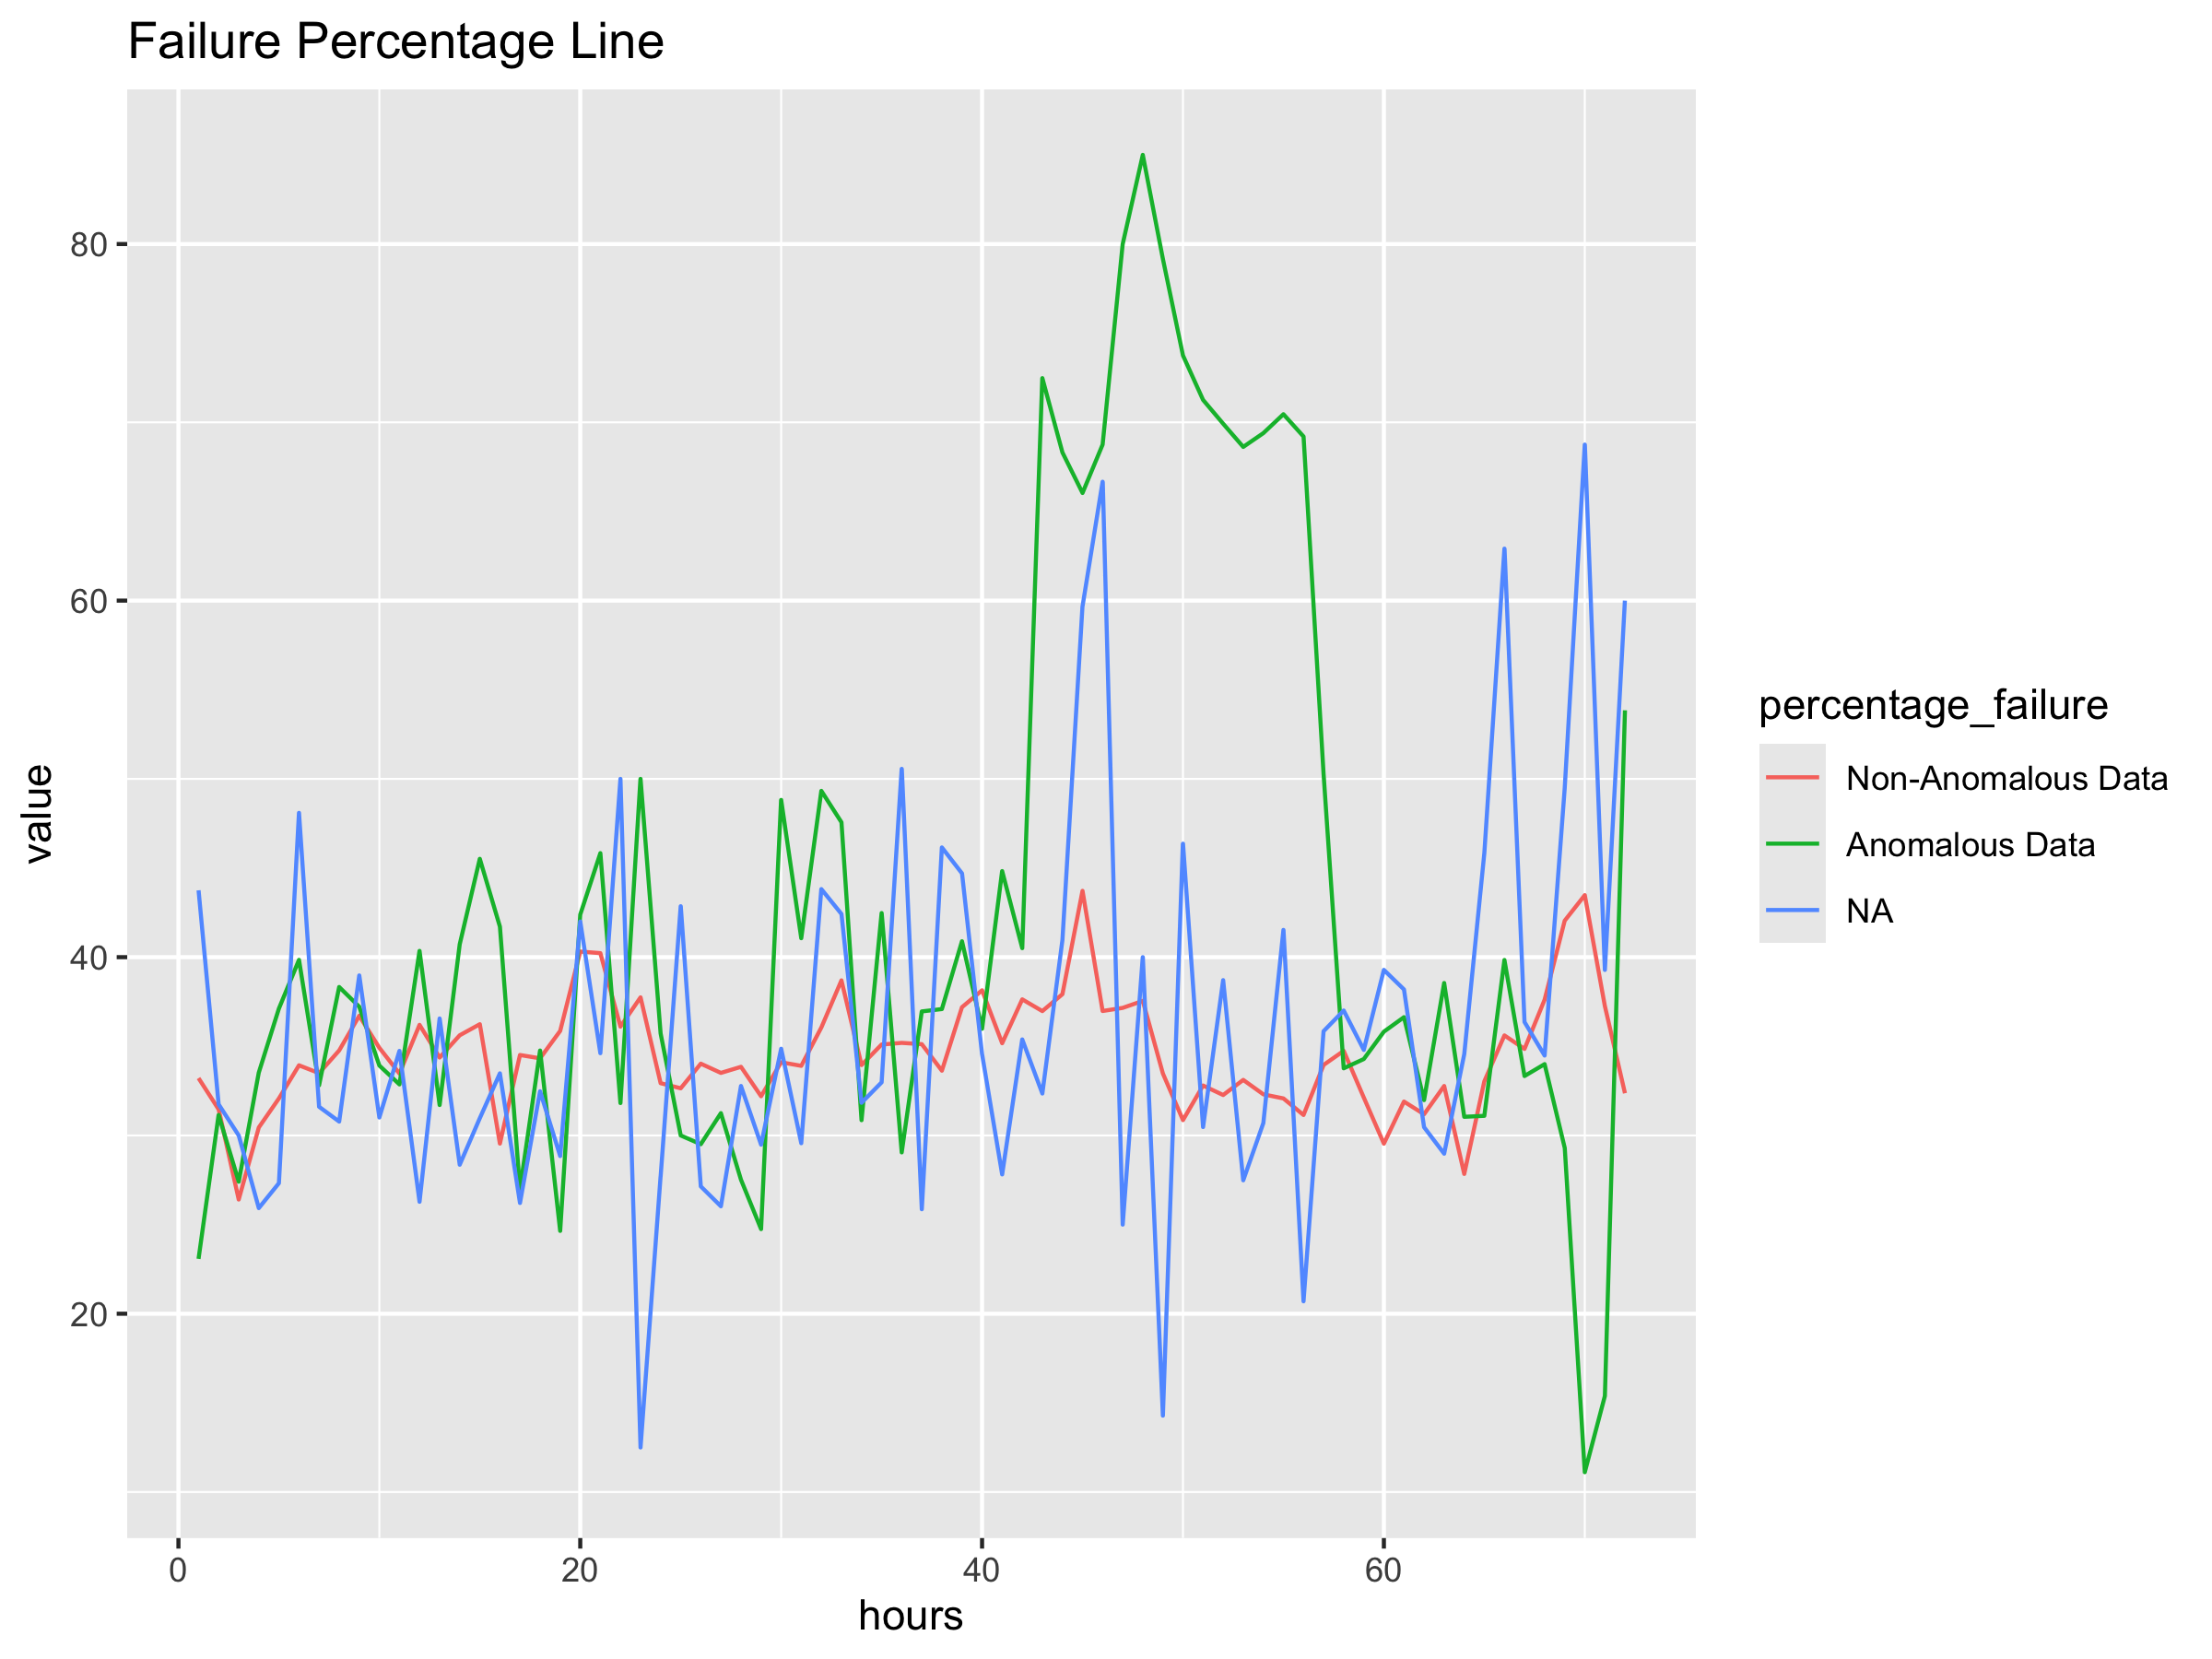 Failure Percentage Line
80
60
40
20
value
0
20
40
60
hours
percentage_failure
Non-Anomalous Data
Anomalous Data
NA